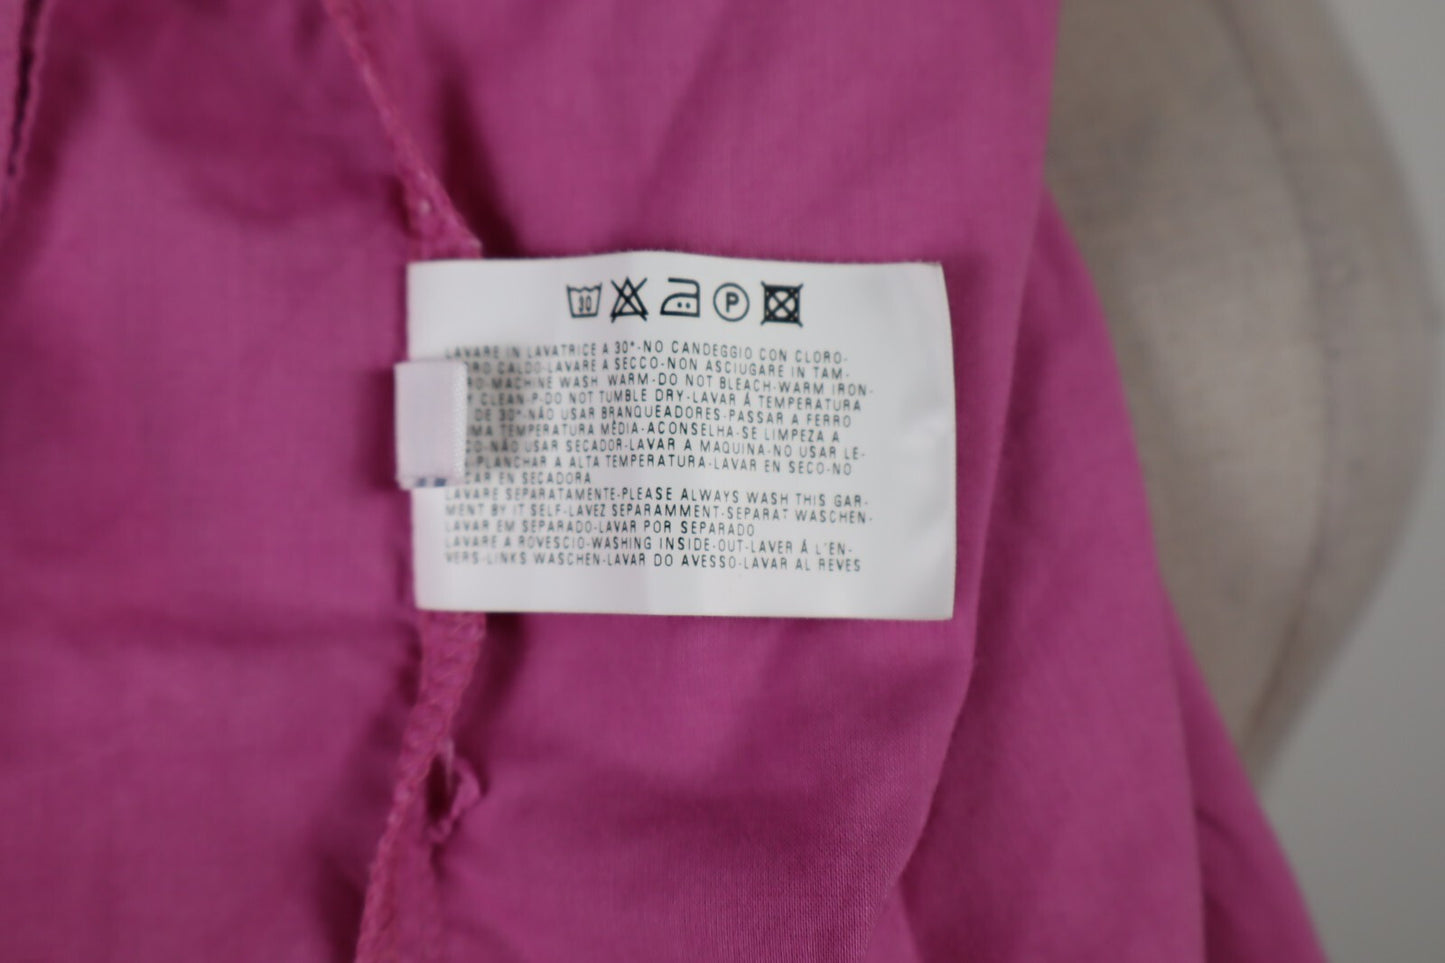 30 P
LAVARE IN LAVATRICE A 30°-NO CANDEGGIO CON CLORO-
CALDO-LAVARE A SECCO-NON ASCIUGARE IN TAM-
MACHINE WASH WARM-DO NOT BLEACH-WARM IRON-
CLEAN-P-DO NOT TUMBLE DRY-LAVAR Á TEMPERATURA
DE 30°-NÃO USAR BRANQUEADORES-PASSAR A FERRO
TEMPERATURA MÉDIA-ACONSELHA-SE LIMPEZA A
NÃO USAR SECADOR-LAVAR A MAQUINA-NO USAR LE-
PLANCHAR A ALTA TEMPERATURA-LAVAR EN SECO-NO
EN SECADORA
LAVARE SEPARATAMENTE-PLEASE ALWAYS WASH THIS GAR-
MENT BY IT SELF-LAVEZ SEPARAMMENT-SEPARAT WASCHEN-
LAVAR EM SEPARADO-LAVAR POR SEPARADO
LAVARE A ROVESCIO-WASHING INSIDE-OUT-LAVER Á L'EN-
VERS-LINKS WASCHEN-LAVAR DO AVESSO-LAVAR AL REVES